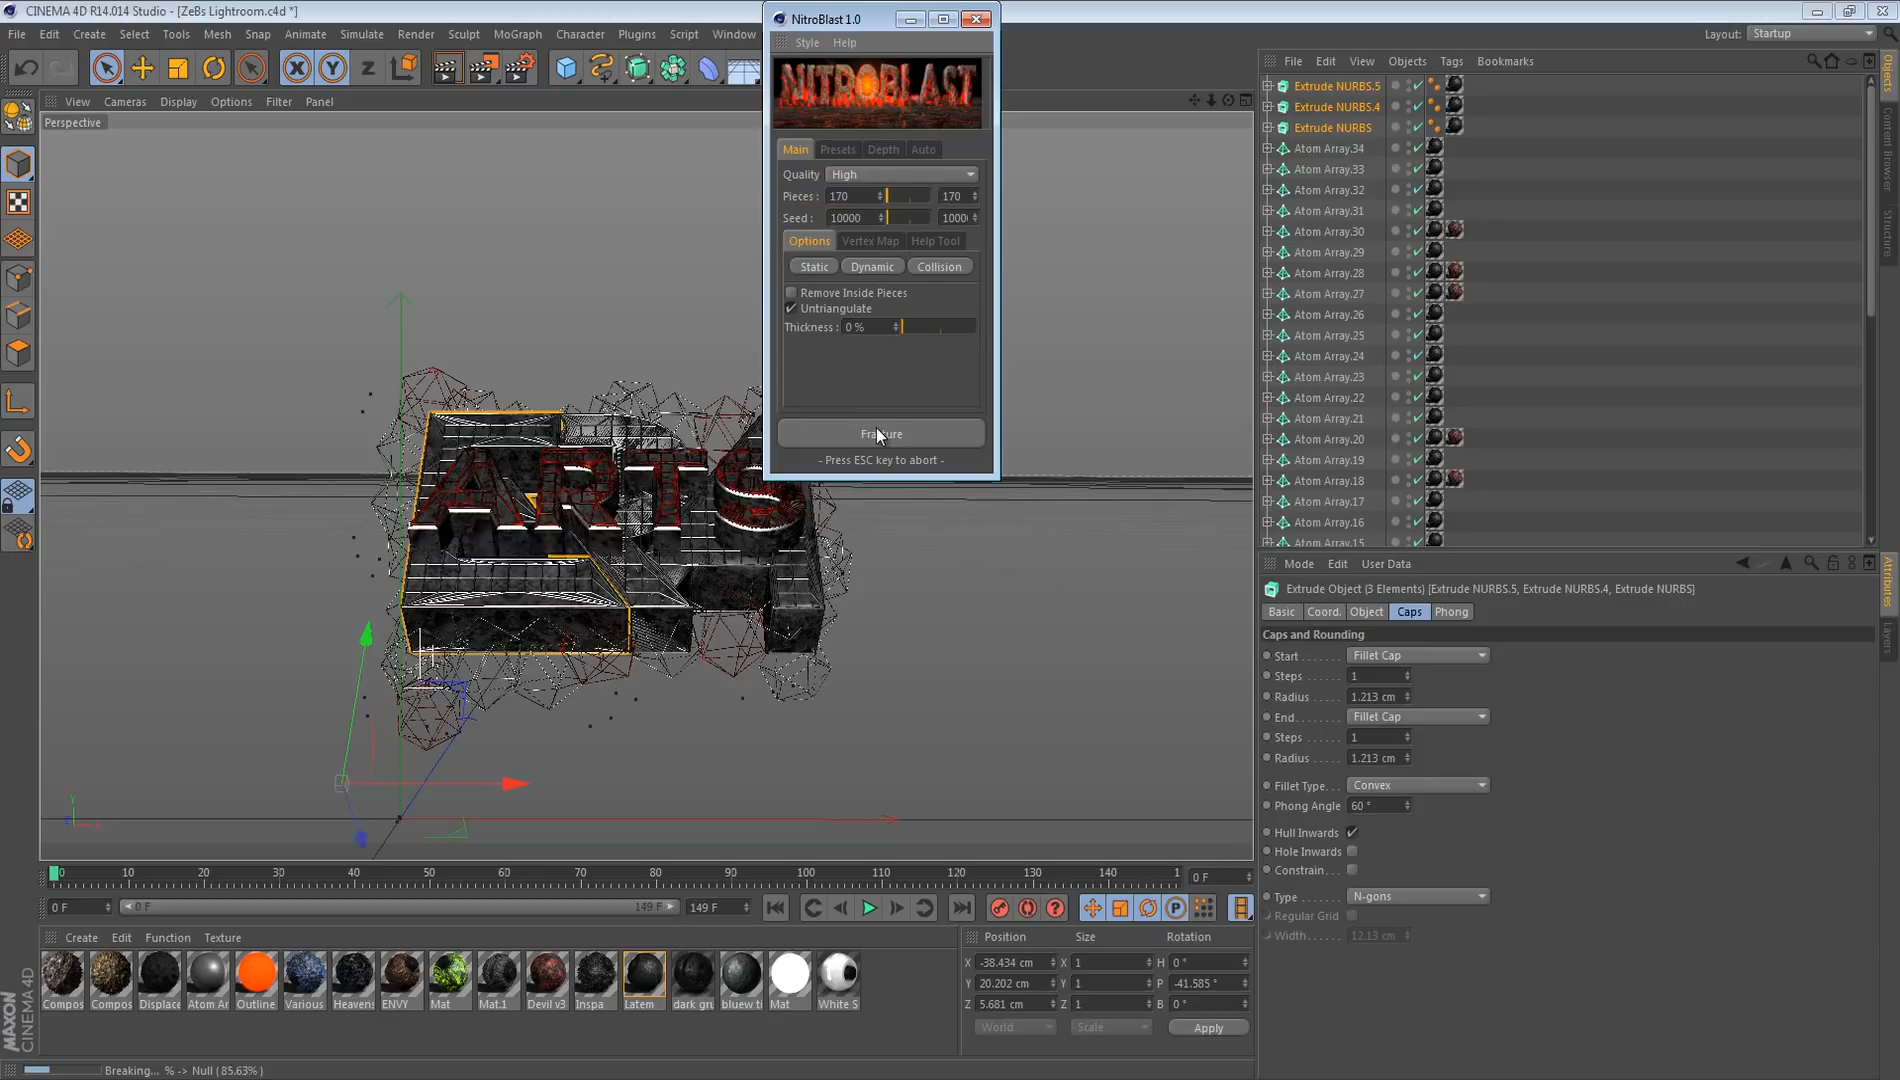 CINEMA 4D R14.014 Studio - [ZeBs Lightroom.c4d *]
File Edit Create Select Tools Mesh Snap Animate Simulate Render Sculpt MoGraph Character Plugins Script Window
Layout: Startup
NitroBlast 1.0
Style Help
NITROBLAST
Main Presets Depth Auto
Quality High
Pieces : 170 170
Seed : 10000 1000
Options Vertex Map Help Tool
Static Dynamic Collision
Remove Inside Pieces
Untriangulate
Thickness : 0 %
Fracture
- Press ESC key to abort -
X Y Z
View Cameras Display Options Filter Panel
Perspective
ARTS
File Edit View Objects Tags Bookmarks
Extrude NURBS.5
Extrude NURBS.4
Extrude NURBS
Atom Array.34
Atom Array.33
Atom Array.32
Atom Array.31
Atom Array.30
Atom Array.29
Atom Array.28
Atom Array.27
Atom Array.26
Atom Array.25
Atom Array.24
Atom Array.23
Atom Array.22
Atom Array.21
Atom Array.20
Atom Array.19
Atom Array.18
Atom Array.17
Atom Array.16
Atom Array.15
Objects
Content Browser
Structure
Mode Edit User Data
Extrude Object (3 Elements) [Extrude NURBS.5, Extrude NURBS.4, Extrude NURBS]
Basic Coord. Object Caps Phong
Caps and Rounding
Start . . . . . . . Fillet Cap
Steps . . . . . . 1
Radius . . . . . 1.213 cm
End. . . . . . . . Fillet Cap
Steps . . . . . . 1
Radius . . . . . 1.213 cm
Fillet Type. . . Convex
Phong Angle 60 °
Hull Inwards
Hole Inwards
Constrain. . .
Type . . . . . . . N-gons
Regular Grid
Width. . . . . . 12.13 cm
Attributes
Layers
0 10 20 30 40 50 60 70 80 90 100 110 120 130 140 1 0 F
0 F 0 F 149 F 149 F
Create Edit Function Texture
Compos Compos Displace Atom Ar Outline Various Heavens ENVY Mat Mat.1 Devil v3 Inspa Latem dark gr bluew ti Mat White S
Position Size Rotation
X -38.434 cm X 1 H 0 °
Y 20.202 cm Y 1 P -41.585 °
Z 5.681 cm Z 1 B 0 °
World Scale Apply
MAXON
CINEMA 4D
Breaking... % -> Null (85.63%)